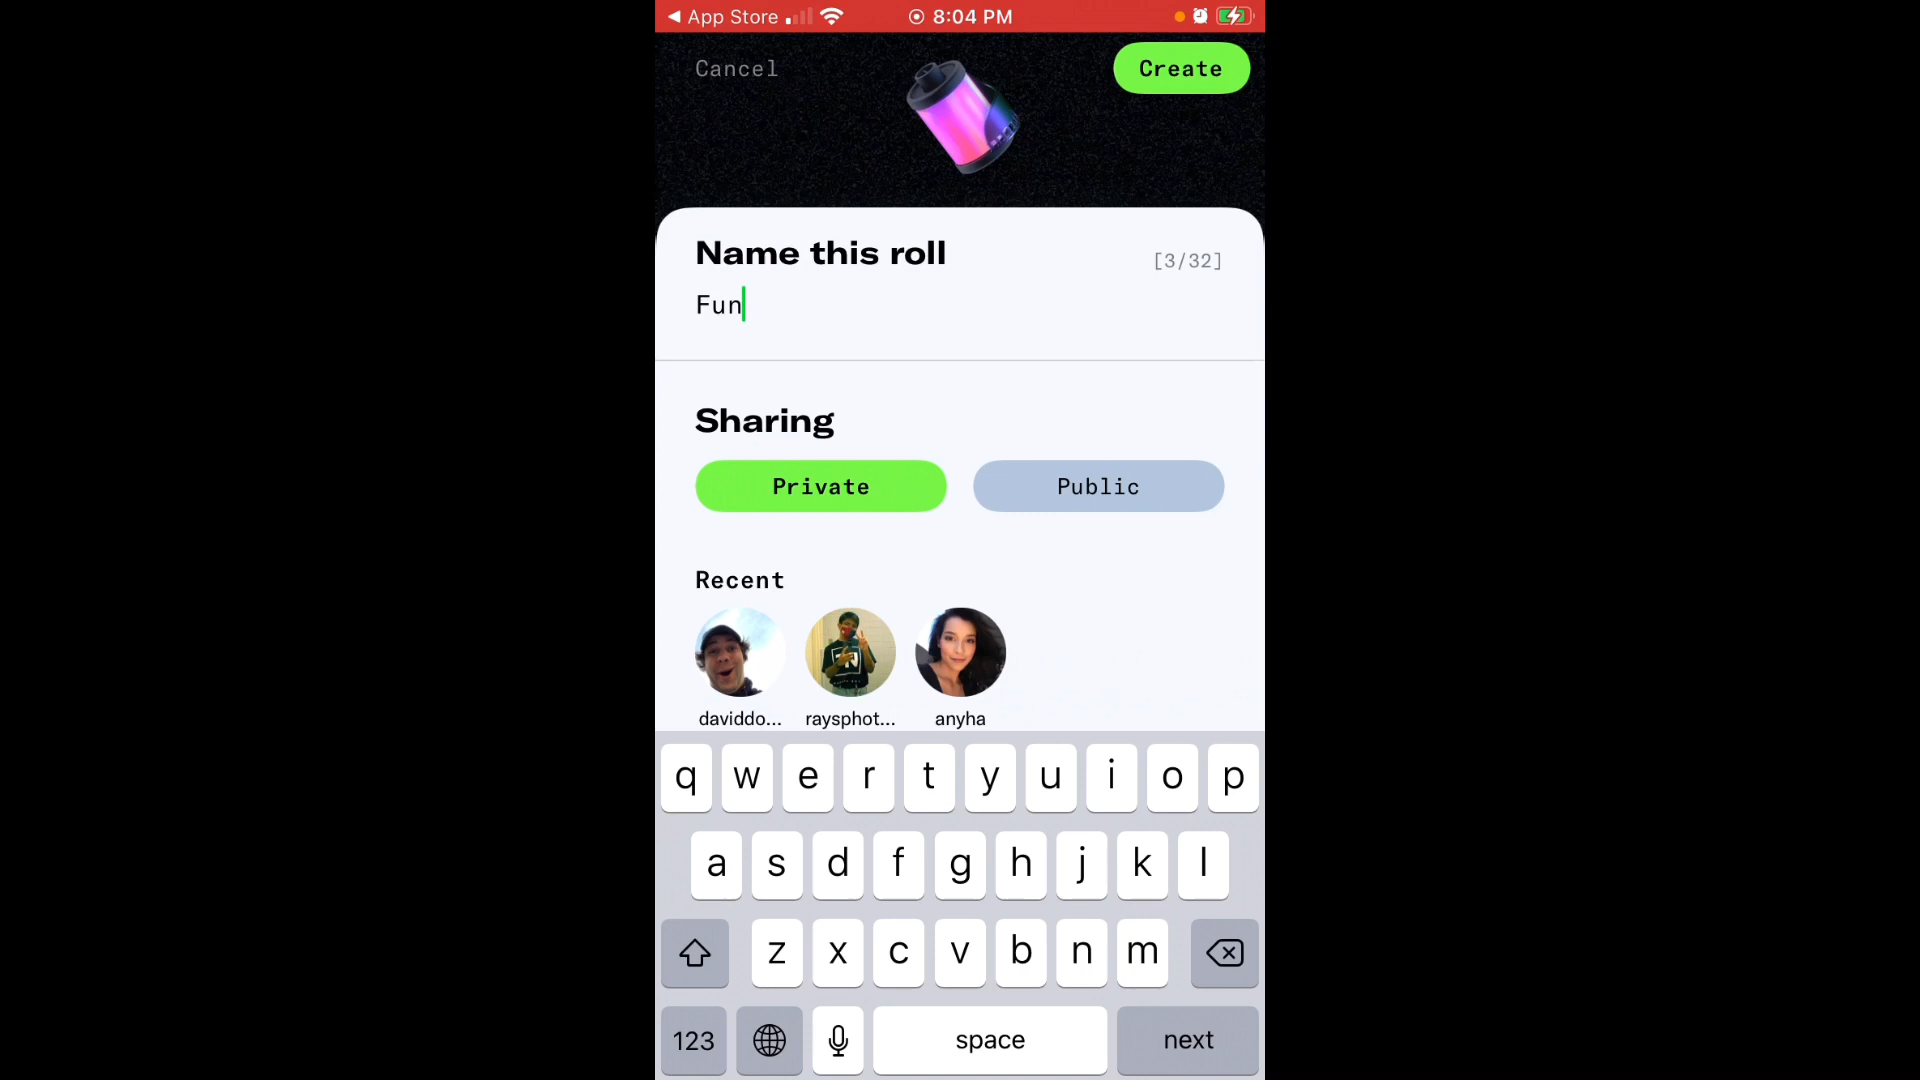 App Store 8:04 PM
Cancel Create
Name this roll [3/32]
Fun
Sharing
Private Public
Recent
daviddo... raysphot... anyha
q w e r t y u i o p
a s d f g h j k l
z x c v b n m
123 space next